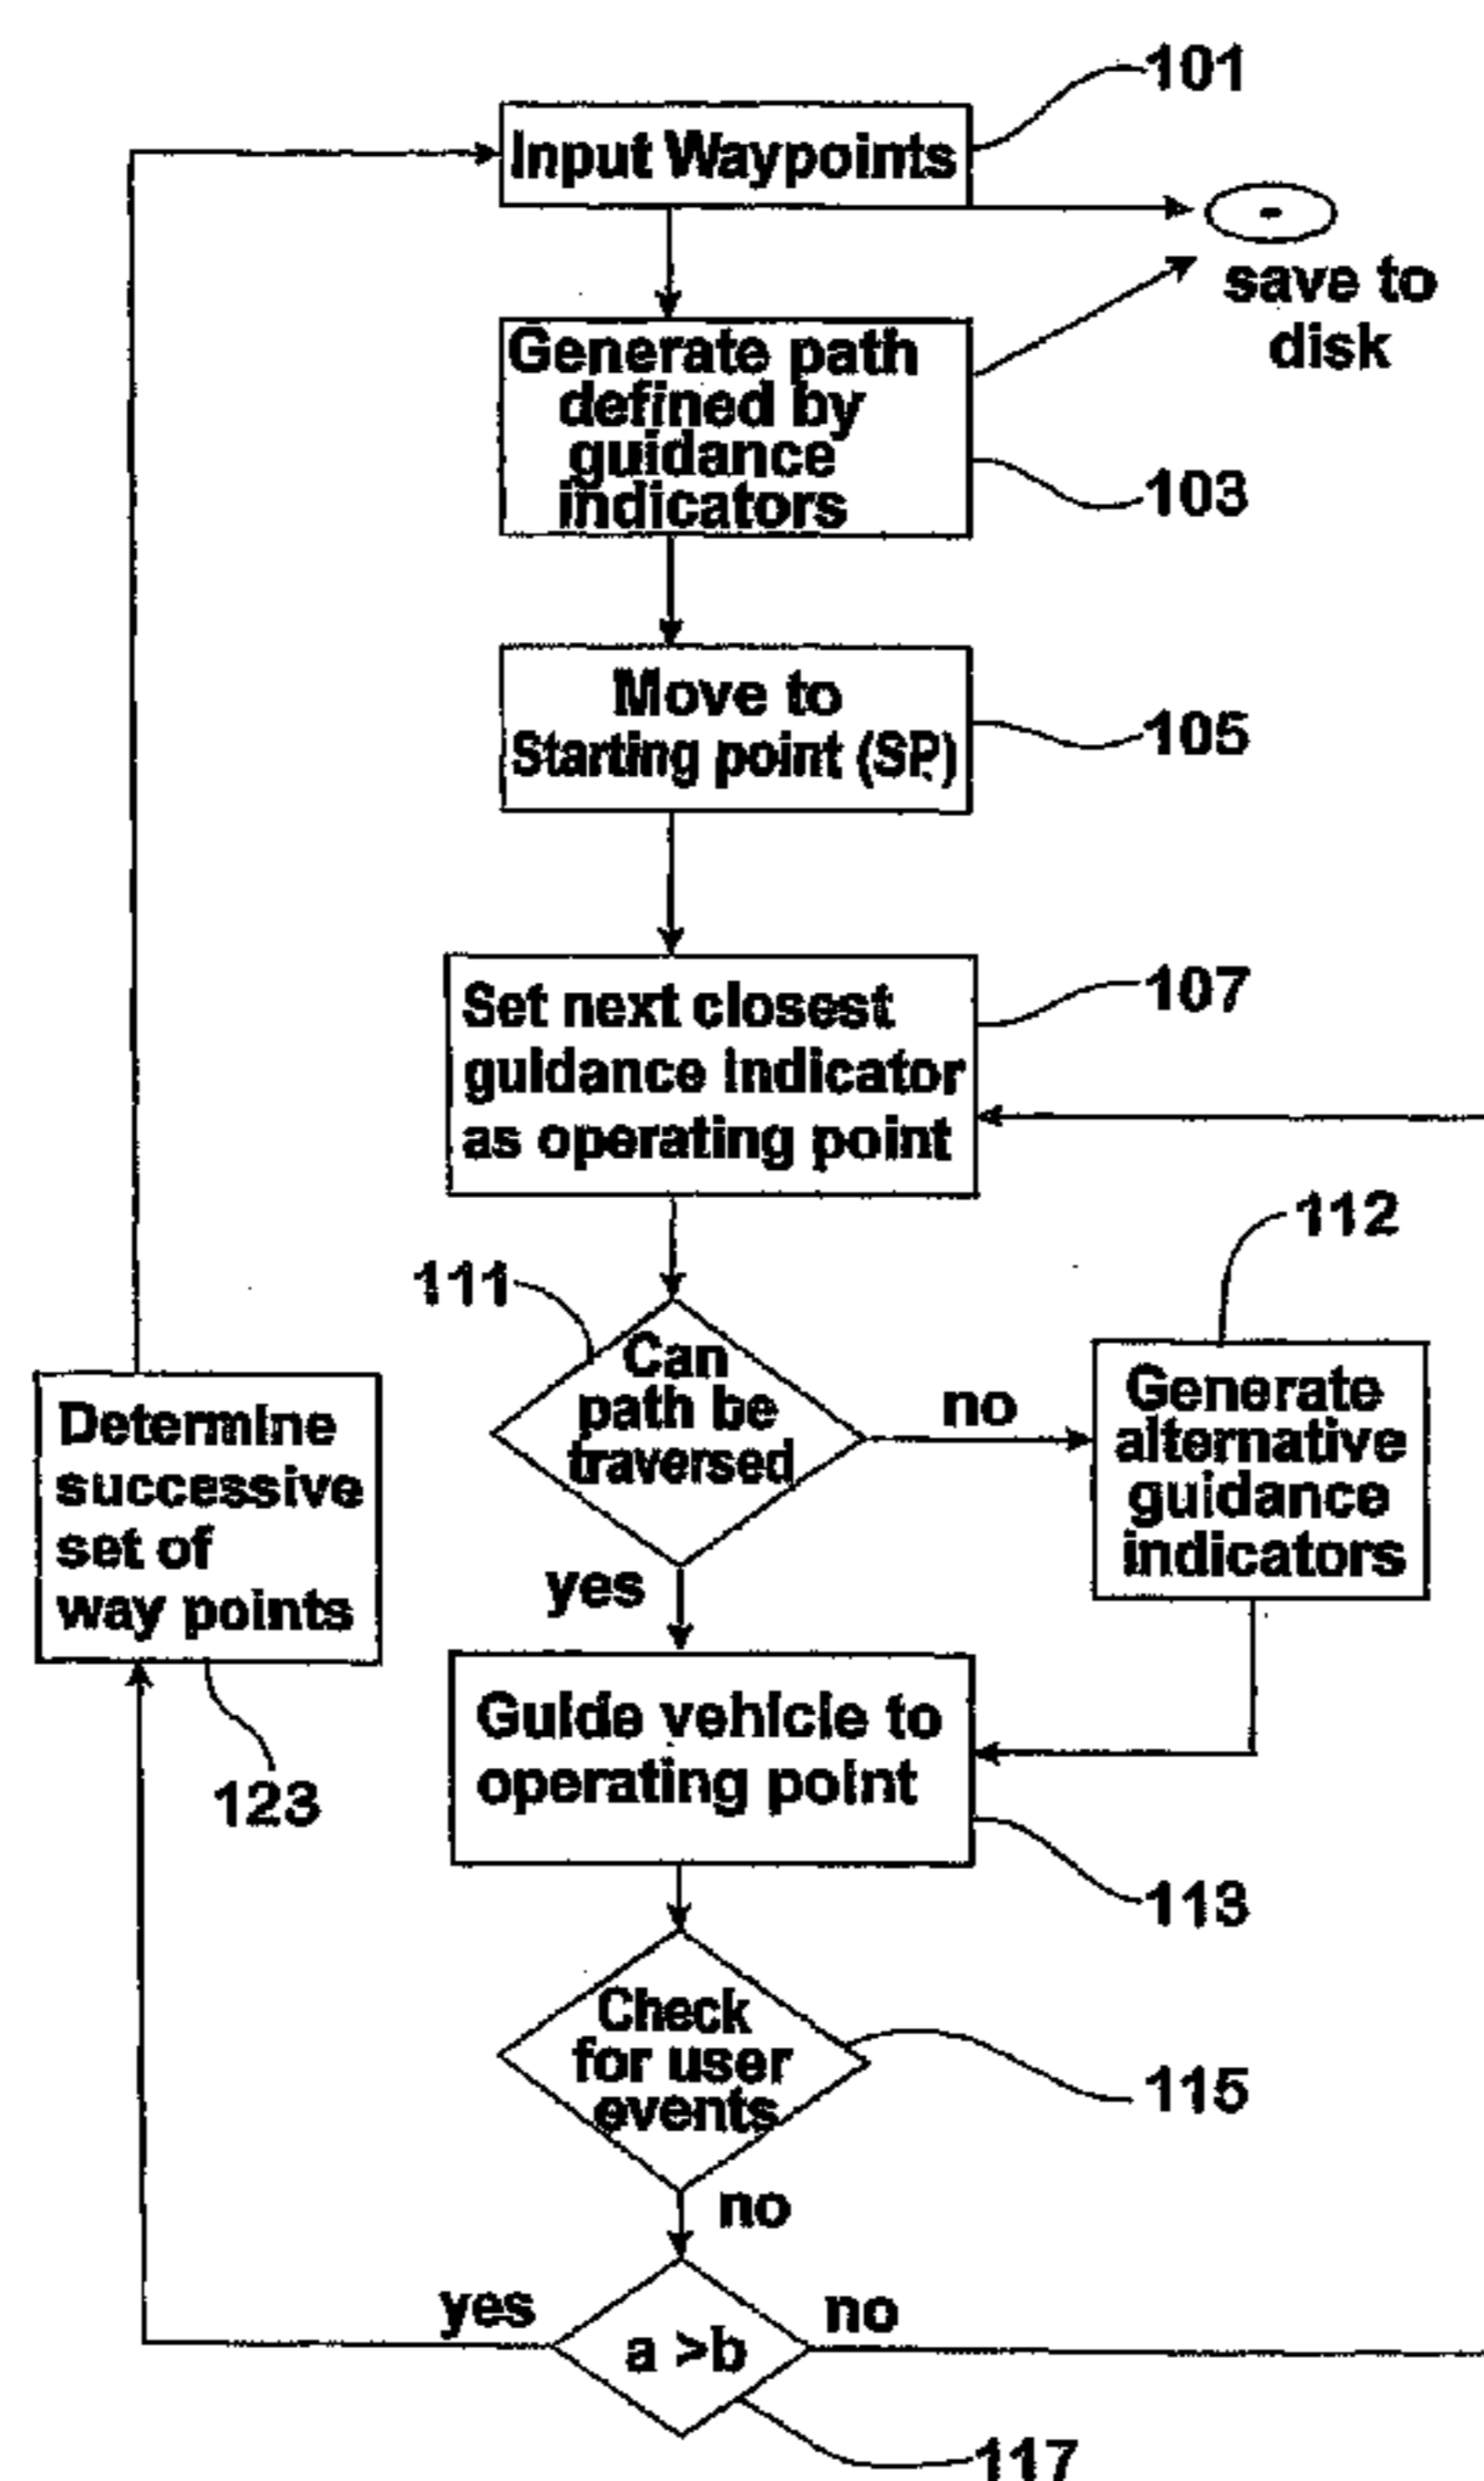 101
Input Waypoints
save to
disk
Generate path
defined by
guidance
indicators
103
Move to
Starting point (SP)
105
Set next closest
guidance indicator
as operating point
107
111
Can
path be
traversed
no
112
Generate
alternative
guidance
indicators
yes
Determine
successive
set of
way points
123
Guide vehicle to
operating point
113
Check
for user
events
115
no
yes
a >b
no
117